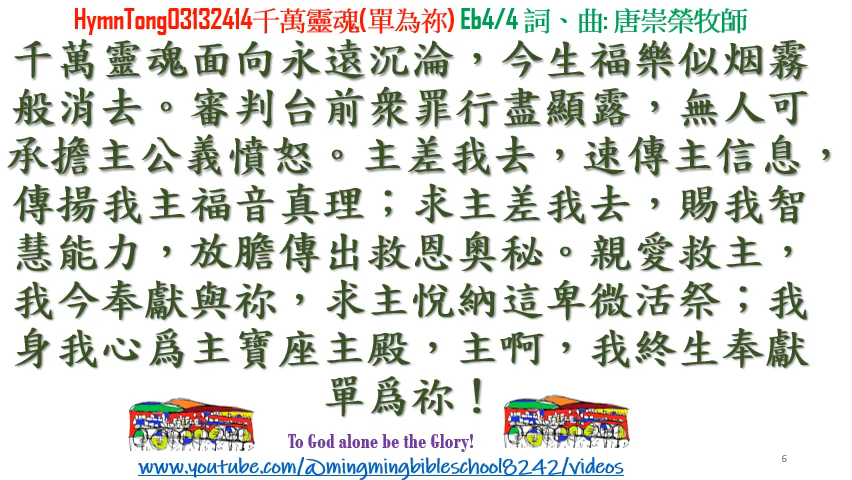 HymnTong03132414千萬靈魂(單為祢) Eb4/4 詞、曲: 唐崇榮牧師
千萬靈魂面向永遠沉淪，今生福樂似烟霧
般消去。審判台前衆罪行盡顯露，無人可
承擔主公義憤怒。主差我去，速傳主信息，
傳揚我主福音真理；求主差我去，賜我智
慧能力，放膽傳出救恩奧秘。親愛救主，
我今奉獻與祢，求主悅納這卑微活祭；我
身我心爲主寶座主殿，主啊，我終生奉獻
單爲祢！
To God alone be the Glory!
www.youtube.com/@mingmingbibleschool8242/videos
6